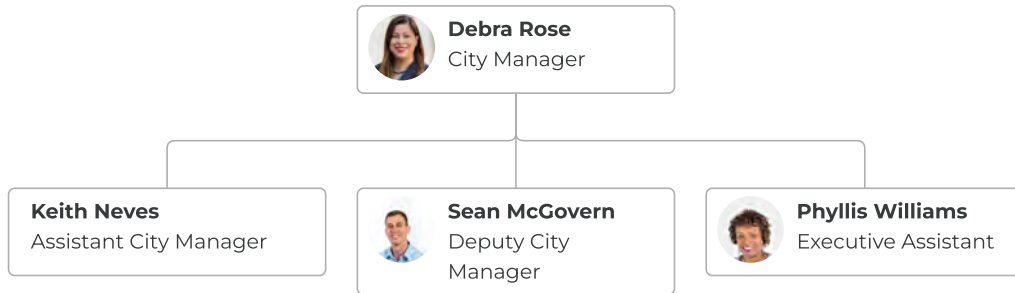 Debra Rose
City Manager
Keith Neves
Assistant City Manager
Sean McGovern
Deputy City
Manager
Phyllis Williams
Executive Assistant